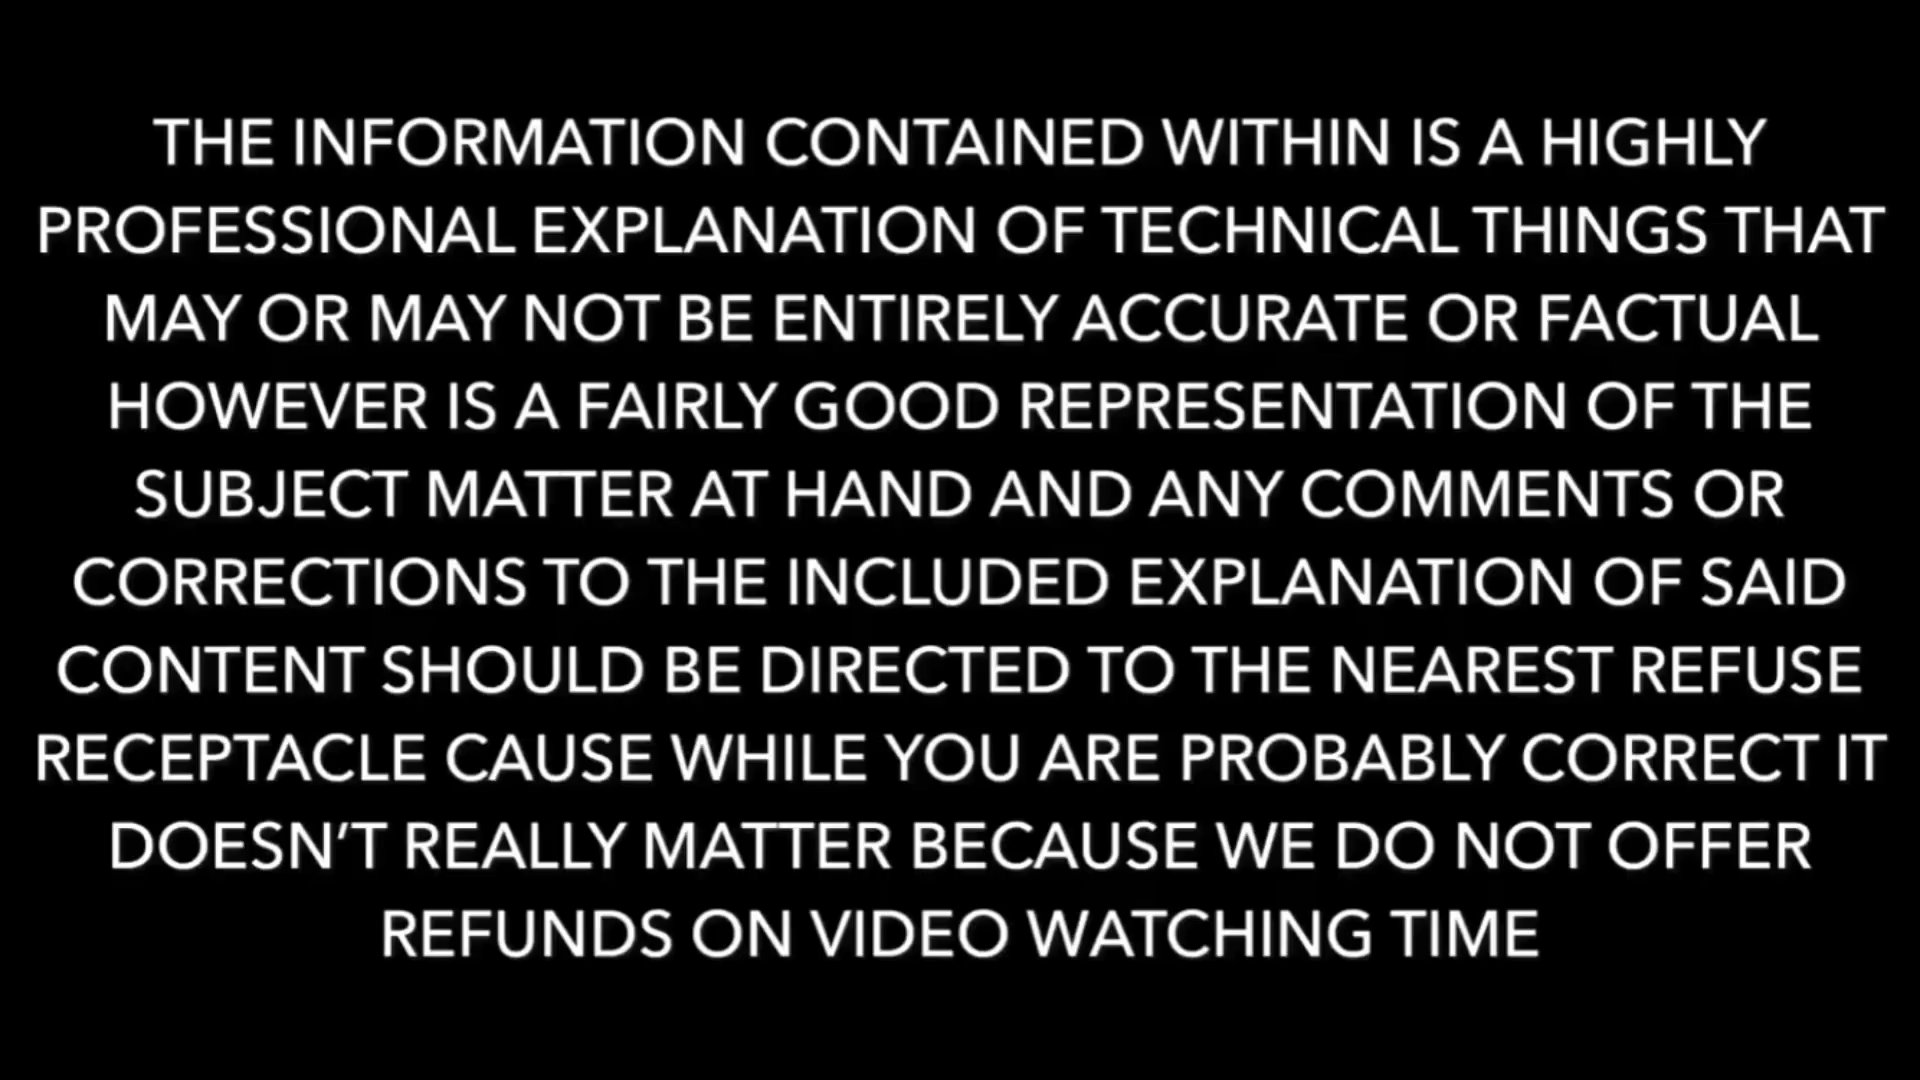 THE INFORMATION CONTAINED WITHIN IS A HIGHLY
PROFESSIONAL EXPLANATION OF TECHNICAL THINGS THAT
MAY OR MAY NOT BE ENTIRELY ACCURATE OR FACTUAL
HOWEVER IS A FAIRLY GOOD REPRESENTATION OF THE
SUBJECT MATTER AT HAND AND ANY COMMENTS OR
CORRECTIONS TO THE INCLUDED EXPLANATION OF SAID
CONTENT SHOULD BE DIRECTED TO THE NEAREST REFUSE
RECEPTACLE CAUSE WHILE YOU ARE PROBABLY CORRECT IT
DOESN’T REALLY MATTER BECAUSE WE DO NOT OFFER
REFUNDS ON VIDEO WATCHING TIME